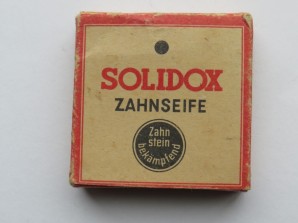 SOLIDOX
ZAHNSEIFE
Zahn
stein
bekämpfend